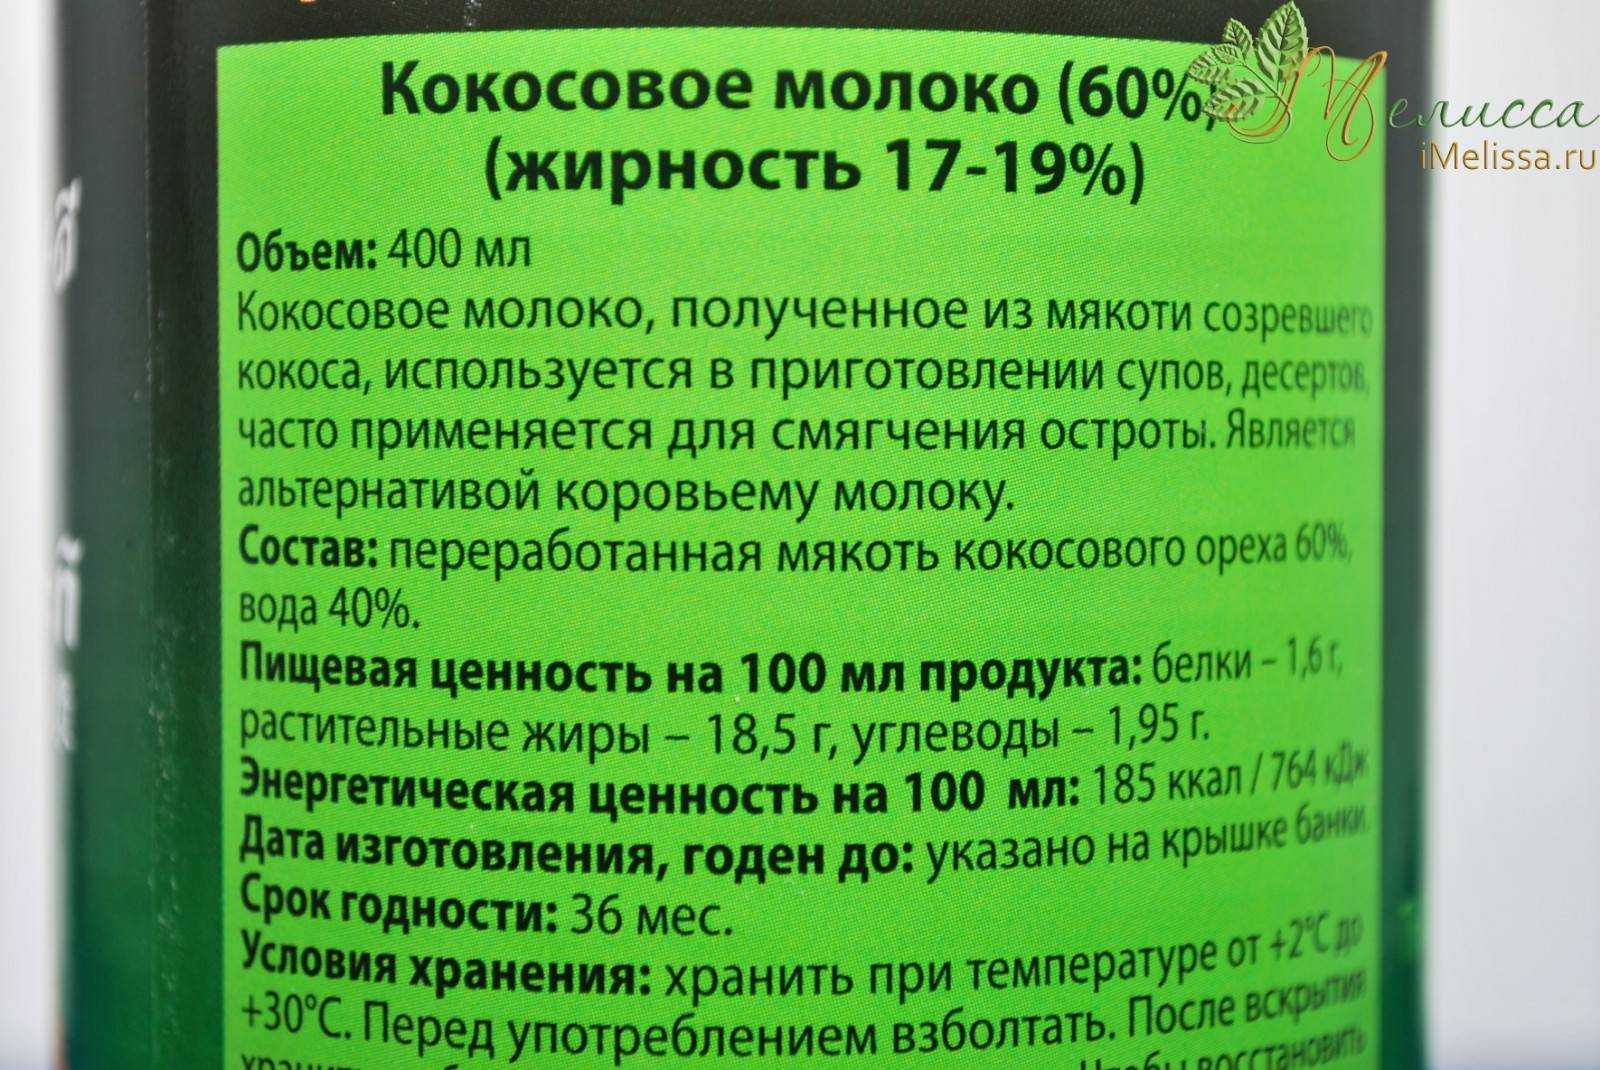 Кокосовое молоко (60%)
(жирность 17-19%)
Объем: 400 мл
Кокосовое молоко, полученное из мякоти созревшего
кокоса, используется в приготовлении супов, десертов,
часто применяется для смягчения остроты. Является
альтернативой коровьему молоку.
Состав: переработанная мякоть кокосового ореха 60%,
вода 40%.
Пищевая ценность на 100 мл продукта: белки – 1,6 г,
растительные жиры – 18,5 г, углеводы – 1,95 г.
Энергетическая ценность на 100 мл: 185 ккал / 764 кДж
Дата изготовления, годен до: указано на крышке банки.
Срок годности: 36 мес.
Условия хранения: хранить при температуре от +2°C до
+30°C. Перед употреблением взболтать. После вскрытия
Чтобы восстановить
Мелисса
iMelissa.ru